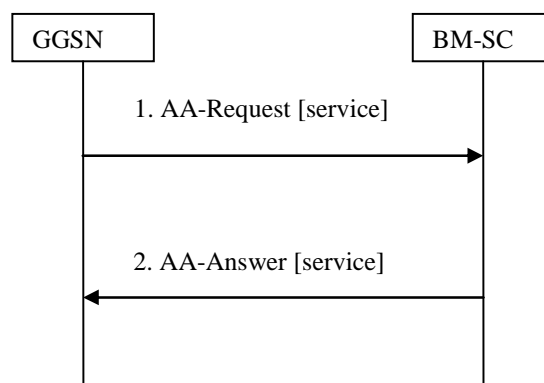 GGSN
BM-SC
1. AA-Request [service]
2. AA-Answer [service]